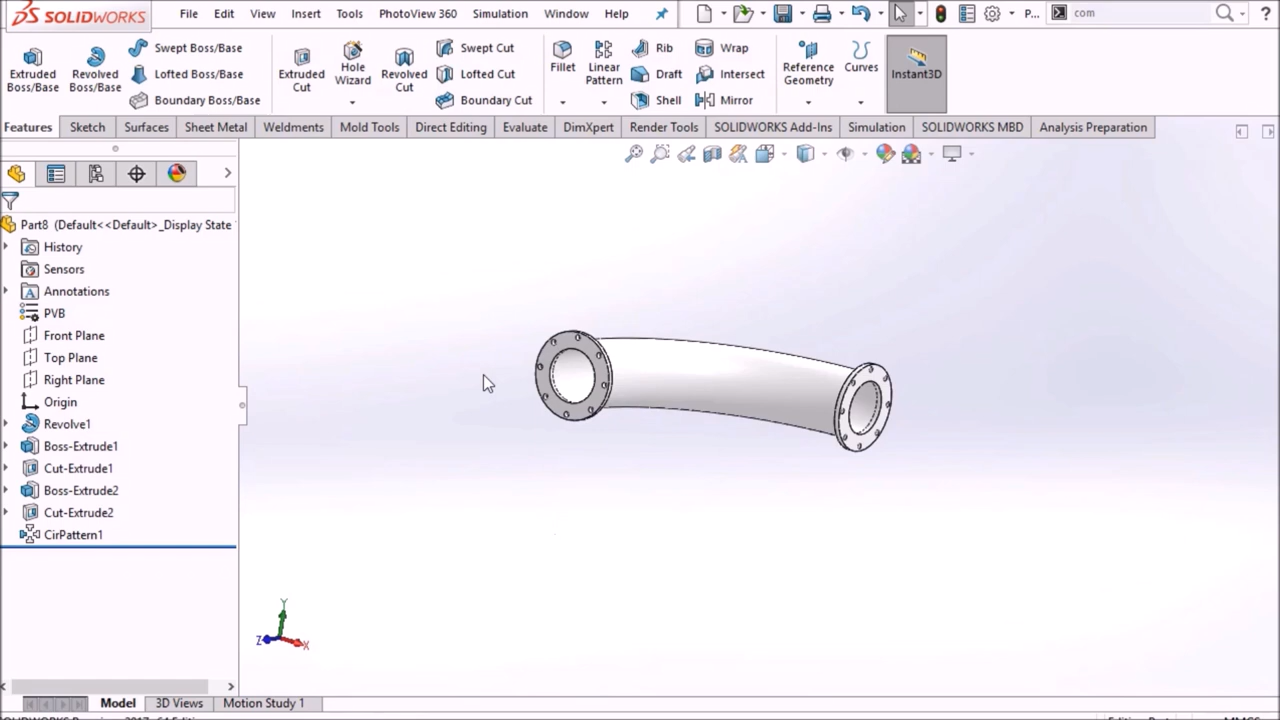 SOLIDWORKS File Edit View Insert Tools PhotoView 360 Simulation Window Help P... com ?
Extruded Boss/Base
Revolved Boss/Base
Swept Boss/Base
Lofted Boss/Base
Boundary Boss/Base
Extruded Cut
Hole Wizard
Revolved Cut
Swept Cut
Lofted Cut
Boundary Cut
Fillet
Linear Pattern
Rib
Draft
Shell
Wrap
Intersect
Mirror
Reference Geometry
Curves
Instant3D
Features Sketch Surfaces Sheet Metal Weldments Mold Tools Direct Editing Evaluate DimXpert Render Tools SOLIDWORKS Add-Ins Simulation SOLIDWORKS MBD Analysis Preparation
Part8 (Default<<Default>_Display State
History
Sensors
Annotations
PVB
Front Plane
Top Plane
Right Plane
Origin
Revolve1
Boss-Extrude1
Cut-Extrude1
Boss-Extrude2
Cut-Extrude2
CirPattern1
Y
Z X
Model 3D Views Motion Study 1